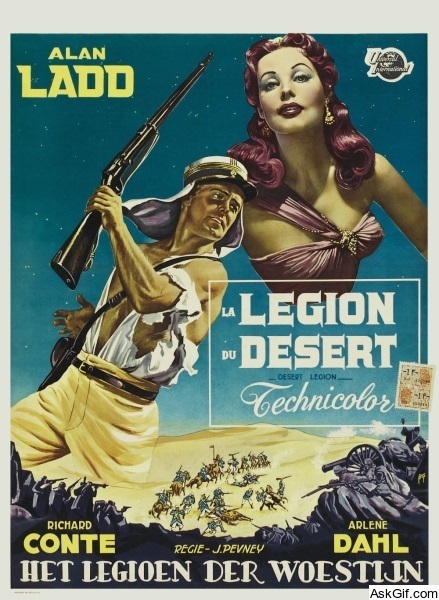 ALAN
LADD
Universal
International
LA LEGION
DU DESERT
DESERT LEGION
Technicolor
RICHARD
CONTE
REGIE - J. PEVNEY
ARLENE
DAHL
HET LEGIOEN DER WOESTIJN
AskGif.com